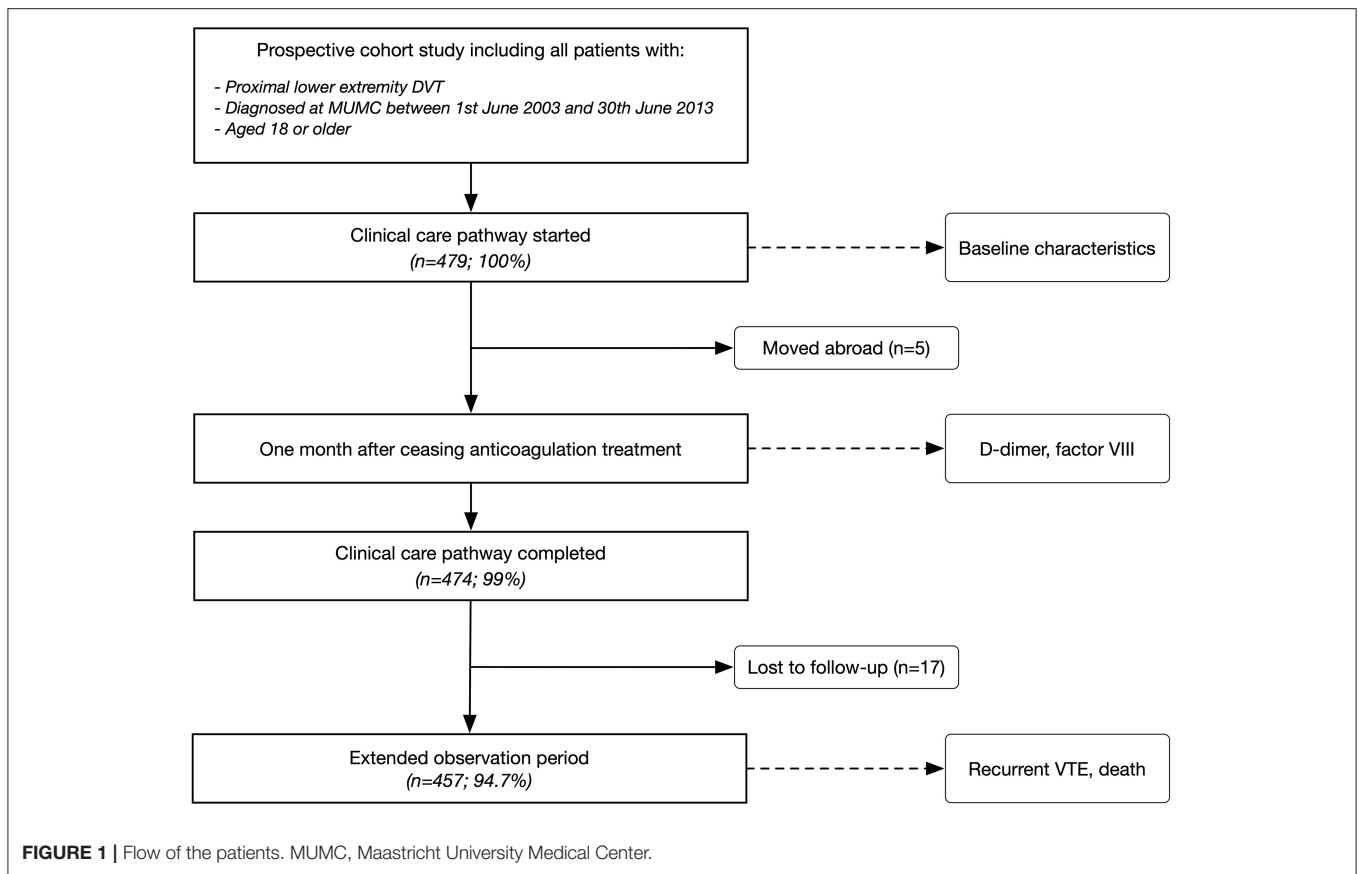 Prospective cohort study including all patients with:
- Proximal lower extremity DVT
- Diagnosed at MUMC between 1st June 2003 and 30th June 2013
- Aged 18 or older
Clinical care pathway started
(n=479; 100%)
Baseline characteristics
Moved abroad (n=5)
One month after ceasing anticoagulation treatment
D-dimer, factor VIII
Clinical care pathway completed
(n=474; 99%)
Lost to follow-up (n=17)
Extended observation period
(n=457; 94.7%)
Recurrent VTE, death
FIGURE 1 | Flow of the patients. MUMC, Maastricht University Medical Center.